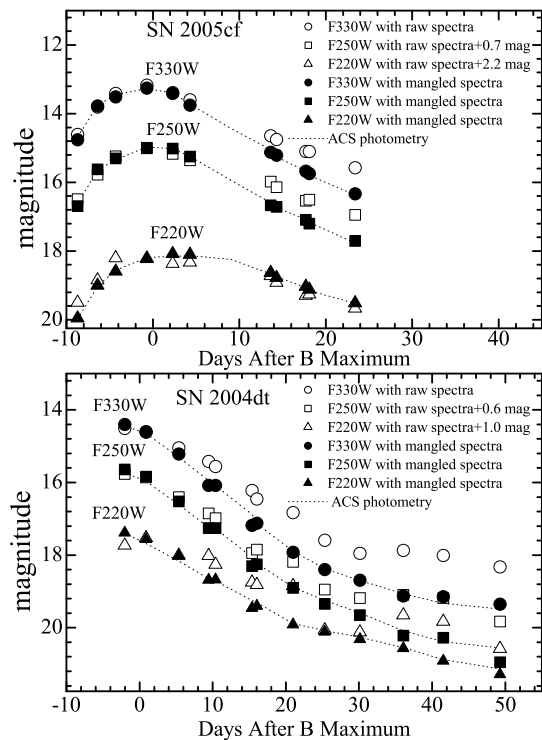 SN 2005cf
F330W with raw spectra
F250W with raw spectra+0.7 mag
F220W with raw spectra+2.2 mag
F330W with mangled spectra
F250W with mangled spectra
F220W with mangled spectra
ACS photometry
F330W
F250W
F220W
12
14
16
18
20
magnitude
-10 0 10 20 30 40
Days After B Maximum
SN 2004dt
F330W with raw spectra
F250W with raw spectra+0.6 mag
F220W with raw spectra+1.0 mag
F330W with mangled spectra
F250W with mangled spectra
F220W with mangled spectra
ACS photometry
F330W
F250W
F220W
14
16
18
20
magnitude
-10 0 10 20 30 40 50
Days After B Maximum